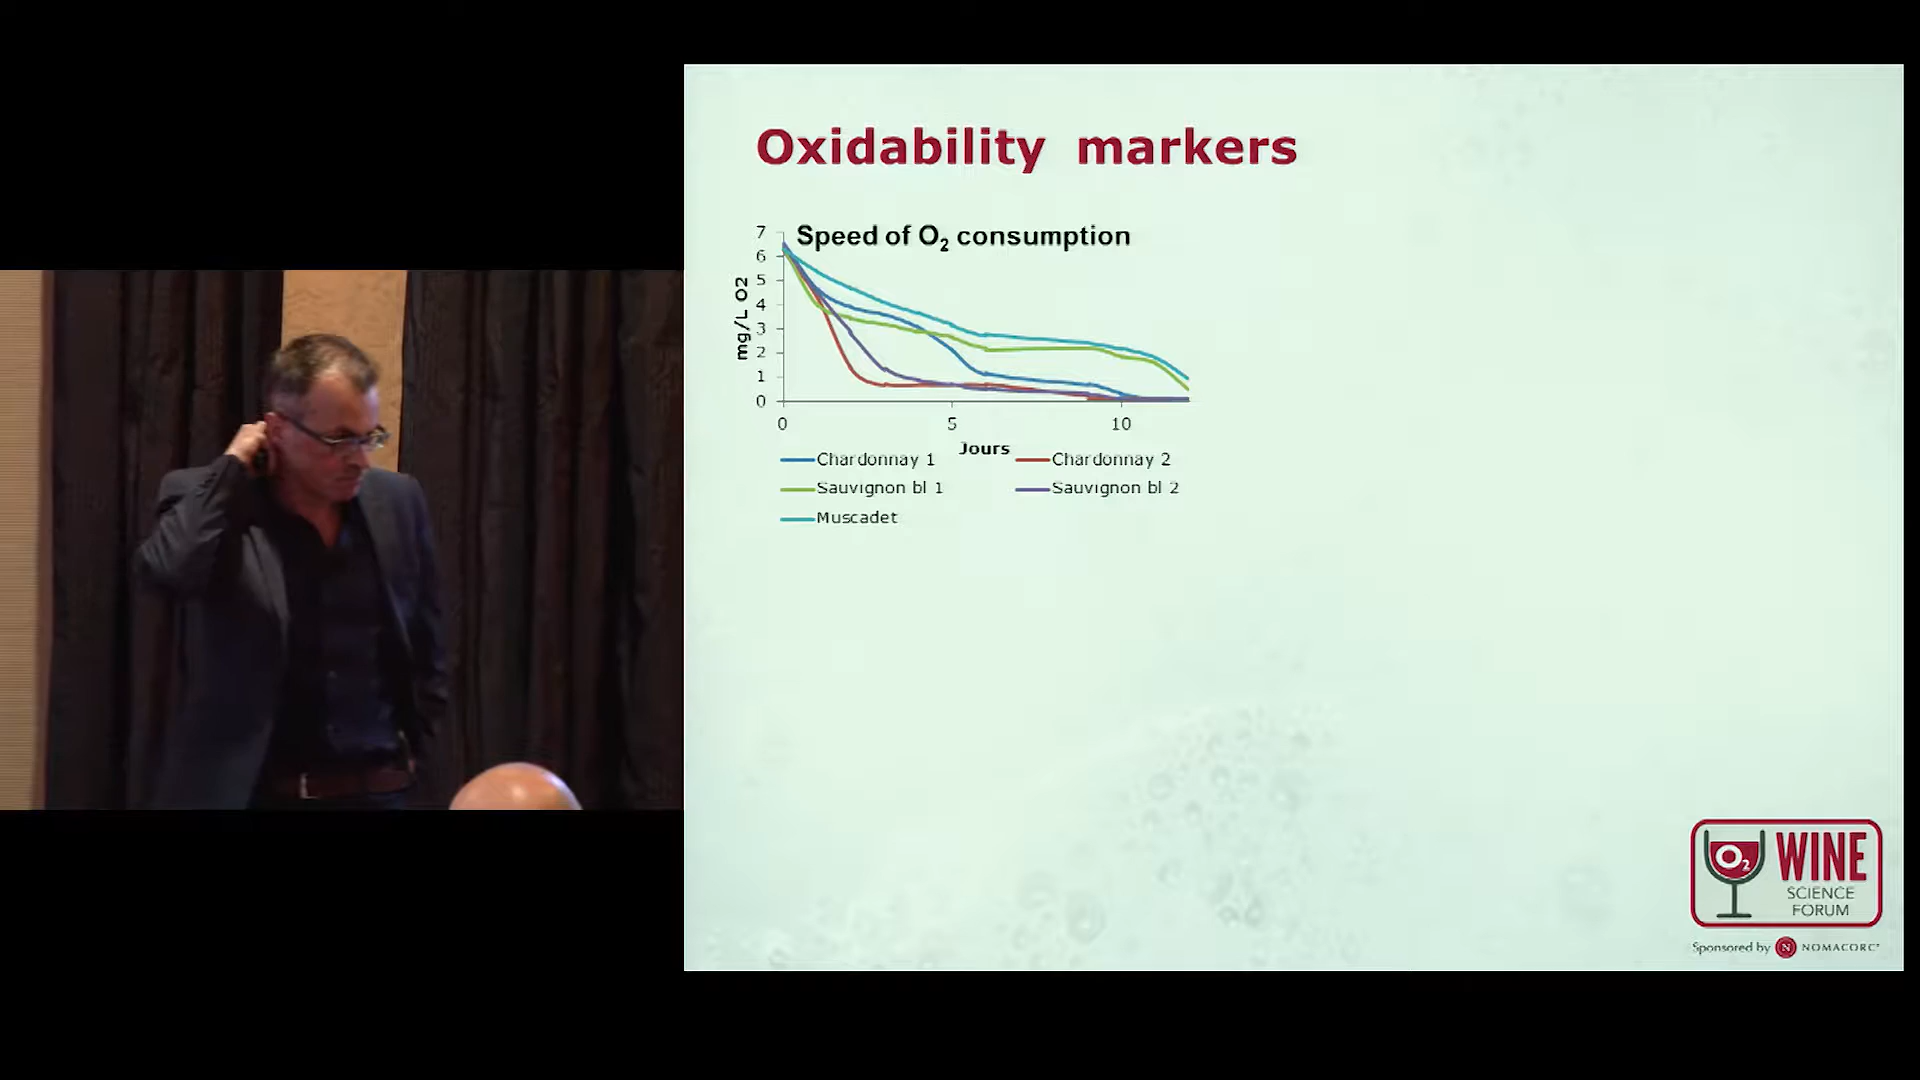 Oxidability markers
Speed of O₂ consumption
7
6
5
4
3
2
1
0
mg/L O2
0 5 10
Jours
Chardonnay 1 Chardonnay 2
Sauvignon bl 1 Sauvignon bl 2
Muscadet
O₂ WINE
SCIENCE
FORUM
Sponsored by N NOMACORC